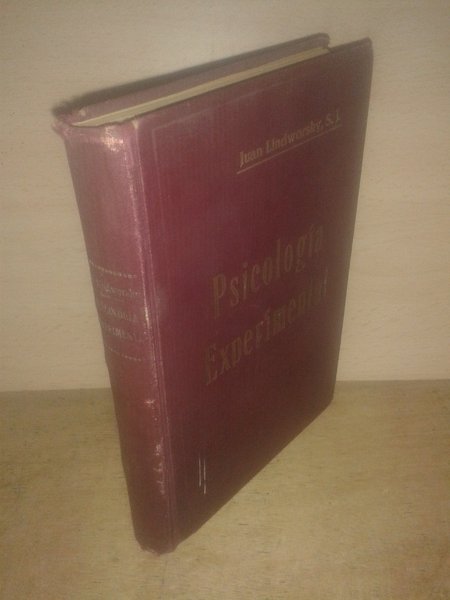 Juan Lindworsky, S. J.
Psicología
Experimental